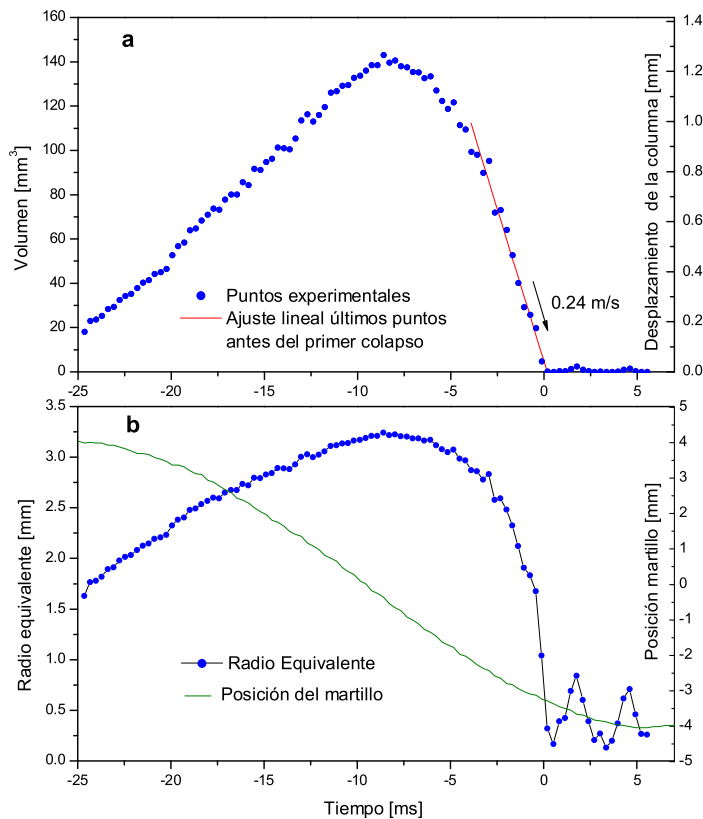 a
160
140
120
100
80
60
40
20
0
Volumen [mm³]
1.4
1.2
1.0
0.8
0.6
0.4
0.2
0.0
Desplazamiento de la columna [mm]
Puntos experimentales
Ajuste lineal últimos puntos
antes del primer colapso
0.24 m/s
-25 -20 -15 -10 -5 0 5
b
3.5
3.0
2.5
2.0
1.5
1.0
0.5
0.0
Radio equivalente [mm]
5
4
3
2
1
0
-1
-2
-3
-4
-5
Posición martillo [mm]
Radio Equivalente
Posición del martillo
-25 -20 -15 -10 -5 0 5
Tiempo [ms]